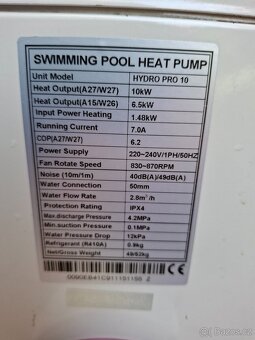 SWIMMING POOL HEAT PUMP
Unit Model HYDRO PRO 10
Heat Output(A27/W27) 10kW
Heat Output(A15/W26) 6.5kW
Input Power Heating 1.48kW
Running Current 7.0A
COP(A27/W27) 6.2
Power Supply 220~240V/1PH/50HZ
Fan Rotate Speed 830~870RPM
Noise (10m/1m) 40dB(A)/49dB(A)
Water Connection 50mm
Water Flow Rate 2.8m³/h
Protection Rating IPX4
Max.discharge Pressure 4.2MPa
Min.suction Pressure 0.1MPa
Water Pressure Drop 12kPa
Refrigerant (R410A) 0.9kg
Net/Gross Weight 49/52kg